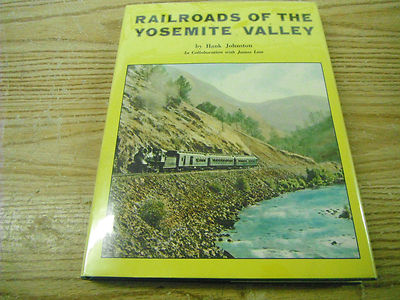 RAILROADS OF THE
YOSEMITE VALLEY
by Hank Johnston
In Collaboration with James Law